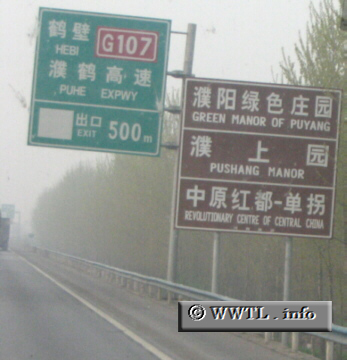 鹤壁 G107
HEBI
濮鹤高速
PUHE EXPWY
出口 500m
EXIT
濮阳绿色庄园
GREEN MANOR OF PUYANG
濮上园
PUSHANG MANOR
中原红都-单拐
REVOLUTIONARY CENTRE OF CENTRAL CHINA
© WWTL.info